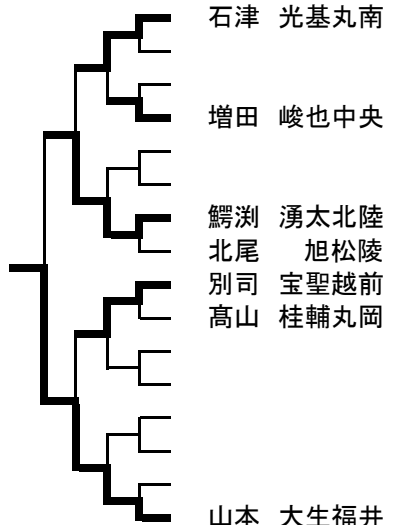 石津 光基丸南
増田 峻也中央
鰐渕 湧太北陸
北尾 旭松陵
別司 宝聖越前
髙山 桂輔丸岡
山本 大生福井